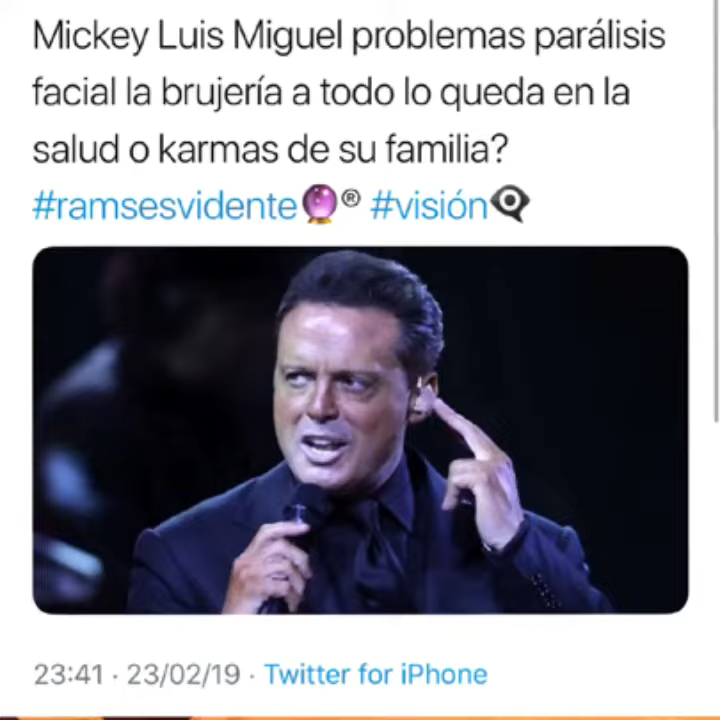 Mickey Luis Miguel problemas parálisis
facial la brujería a todo lo queda en la
salud o karmas de su familia?
#ramsesvidente🔮® #visión👁‍🗨
23:41 · 23/02/19 · Twitter for iPhone